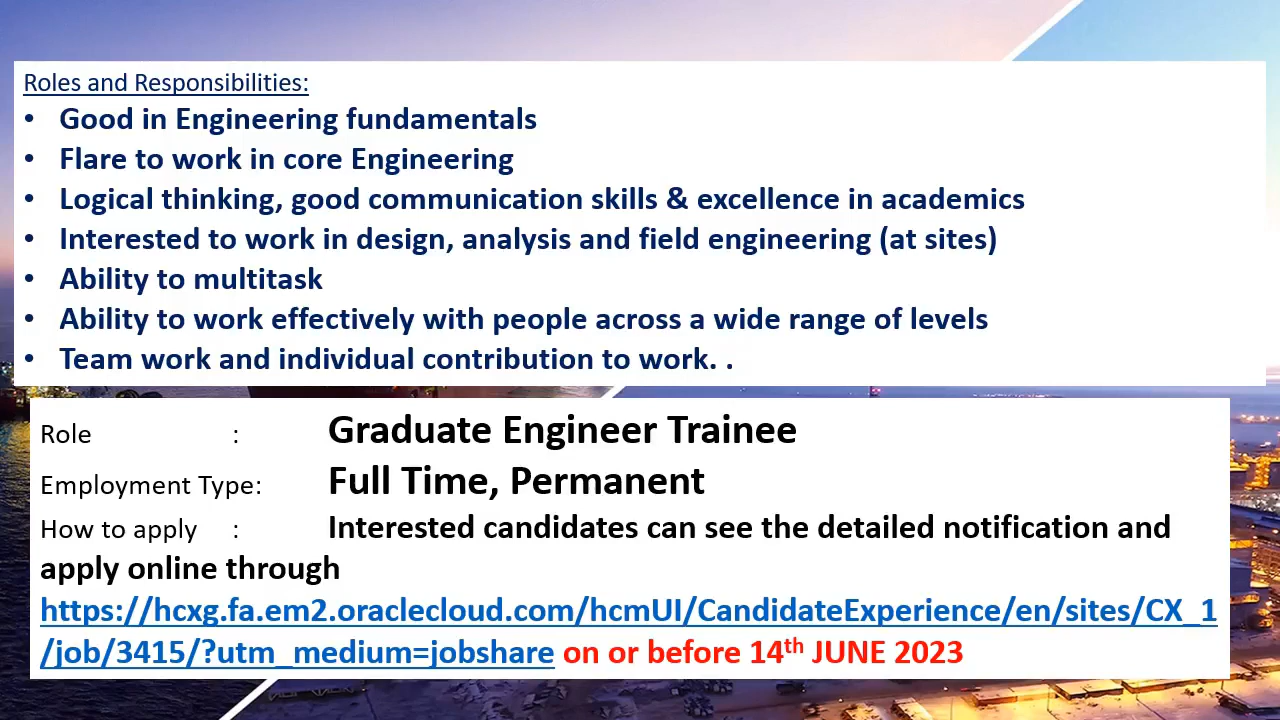 Roles and Responsibilities:
• Good in Engineering fundamentals
• Flare to work in core Engineering
• Logical thinking, good communication skills & excellence in academics
• Interested to work in design, analysis and field engineering (at sites)
• Ability to multitask
• Ability to work effectively with people across a wide range of levels
• Team work and individual contribution to work. .
Role : Graduate Engineer Trainee
Employment Type: Full Time, Permanent
How to apply : Interested candidates can see the detailed notification and
apply online through
https://hcxg.fa.em2.oraclecloud.com/hcmUI/CandidateExperience/en/sites/CX_1
/job/3415/?utm_medium=jobshare on or before 14th JUNE 2023